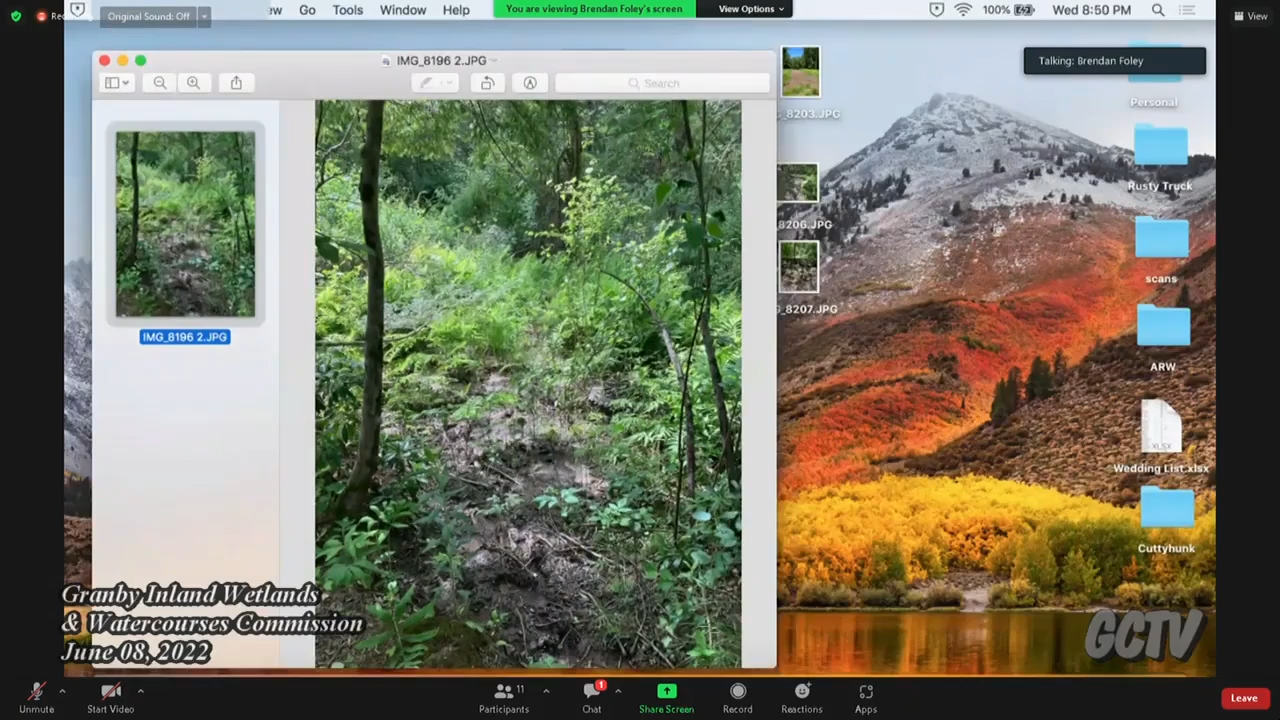 Original Sound: Off
Go Tools Window Help
You are viewing Brendan Foley's screen
View Options
100%
Wed 8:50 PM
View
IMG_8196 2.JPG
Search
Talking: Brendan Foley
Personal
_8203.JPG
Rusty Truck
IMG_8196 2.JPG
8206.JPG
scans
_8207.JPG
ARW
XLSX
Wedding List.xlsx
Cuttyhunk
Granby Inland Wetlands
& Watercourses Commission
June 08, 2022
GCTV
Unmute
Start Video
11
Participants
1
Chat
Share Screen
Record
Reactions
Apps
Leave